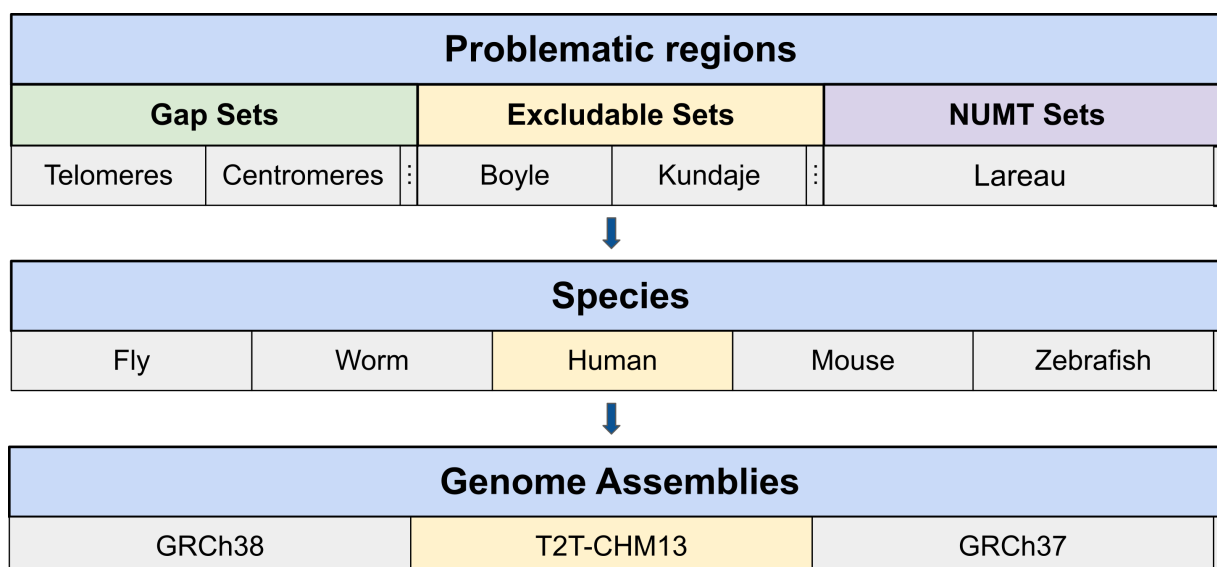 Problematic regions
Gap Sets Excludable Sets NUMT Sets
Telomeres Centromeres ⋮ Boyle Kundaje ⋮ Lareau
Species
Fly Worm Human Mouse Zebrafish
Genome Assemblies
GRCh38 T2T-CHM13 GRCh37